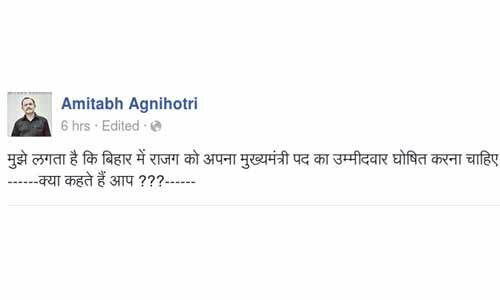 Amitabh Agnihotri
6 hrs · Edited ·
मुझे लगता है कि बिहार में राजग को अपना मुख्यमंत्री पद का उम्मीदवार घोषित करना चाहिए
------क्या कहते हैं आप ???------